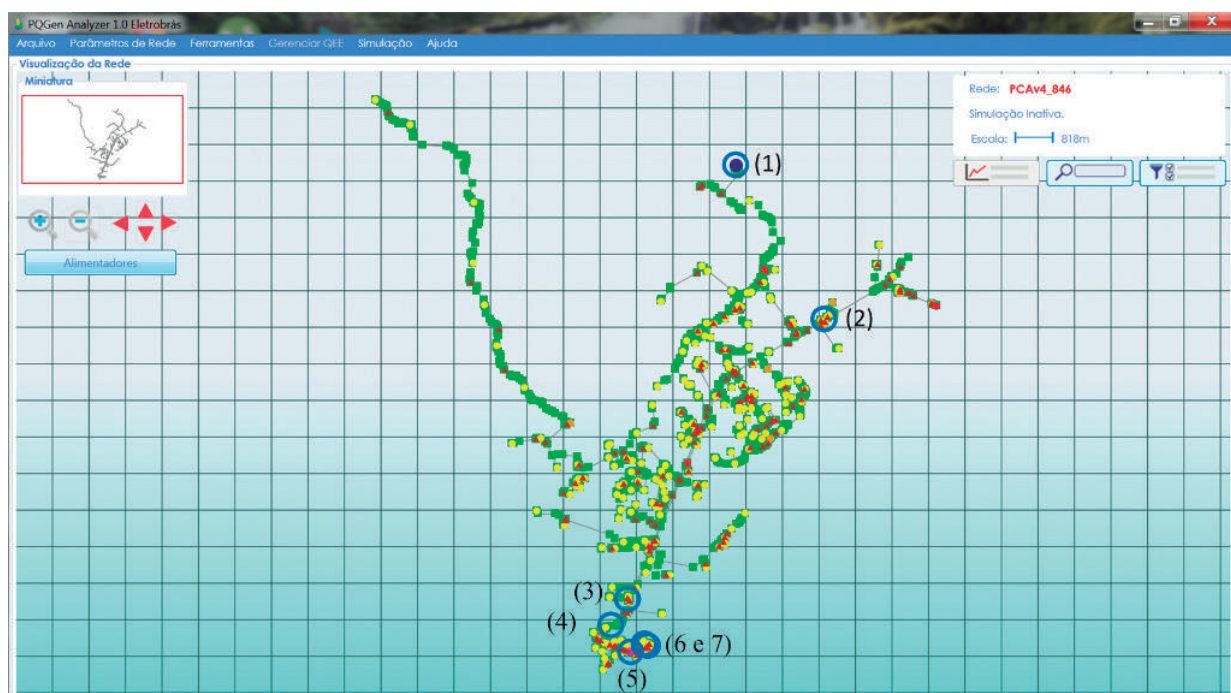 PQGen Analyzer 1.0 Eletrobrás
Arquivo Parâmetros de Rede Ferramentas Gerenciar QEE Simulação Ajuda
Visualização da Rede
Miniatura
Rede: PCAv4_846
Simulação Inativa.
Escala: 818m
Alimentadores
(1)
(2)
(3)
(4)
(6 e 7)
(5)